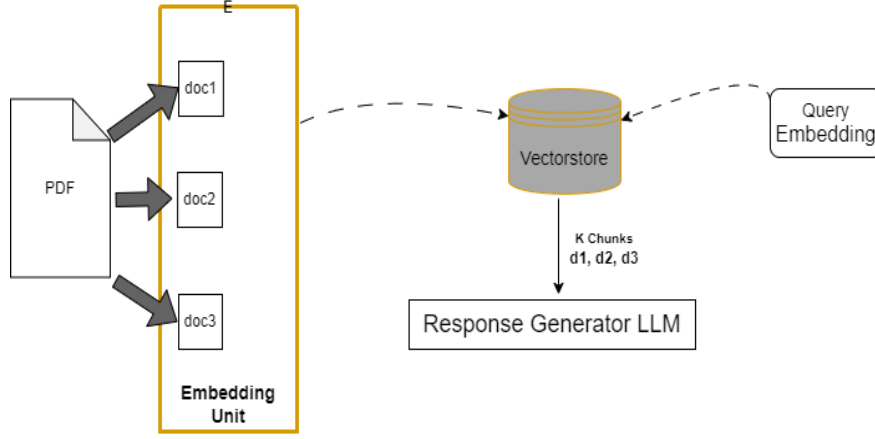 E
doc1
PDF
doc2
doc3
Embedding
Unit
Vectorstore
Query
Embedding
K Chunks
d1, d2, d3
Response Generator LLM